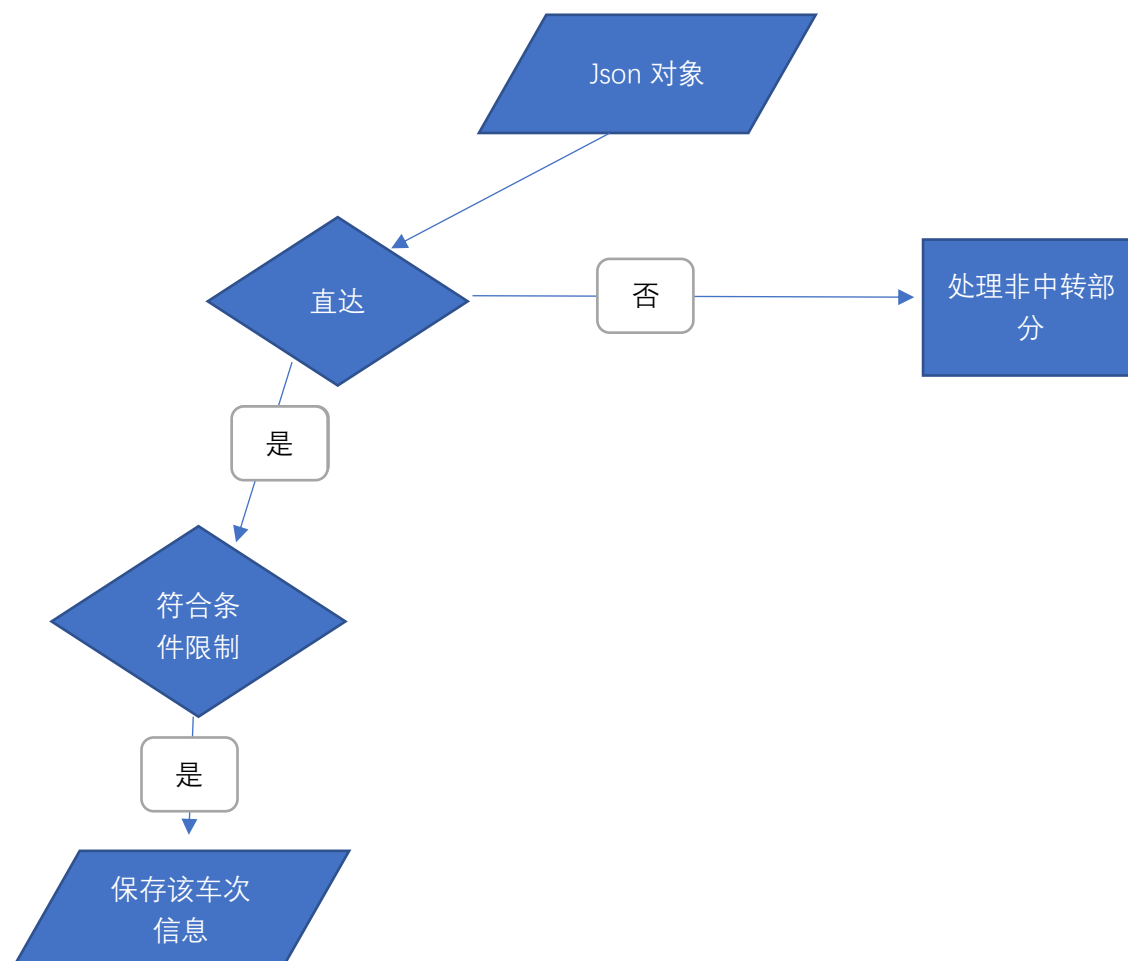 Json 对象
直达
否
处理非中转部
分
是
符合条
件限制
是
保存该车次
信息